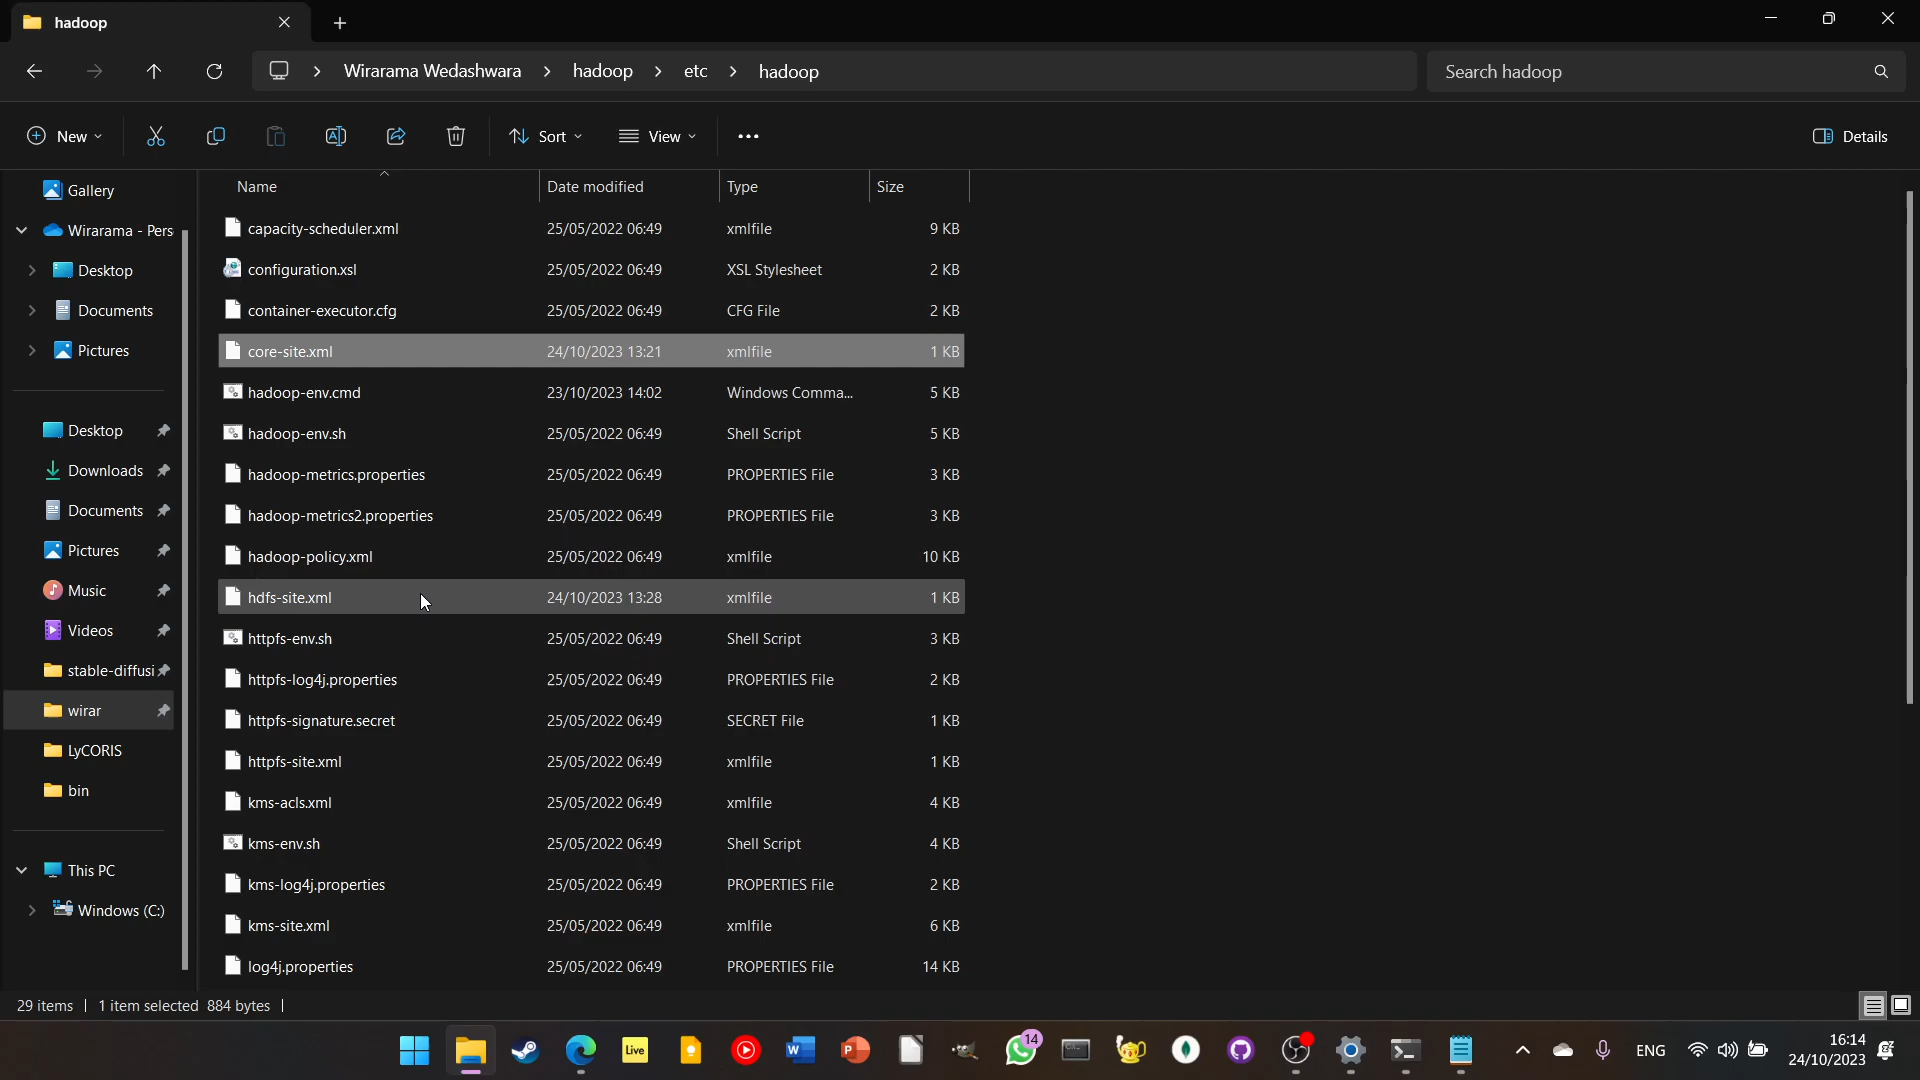 hadoop
Wirarama Wedashwara > hadoop > etc > hadoop
Search hadoop
New
Sort
View
Details
Gallery
Wirarama - Pers
Desktop
Documents
Pictures
Desktop
Downloads
Documents
Pictures
Music
Videos
stable-diffusi
wirar
LyCORIS
bin
This PC
Windows (C:)
Name Date modified Type Size
capacity-scheduler.xml 25/05/2022 06:49 xmlfile 9 KB
configuration.xsl 25/05/2022 06:49 XSL Stylesheet 2 KB
container-executor.cfg 25/05/2022 06:49 CFG File 2 KB
core-site.xml 24/10/2023 13:21 xmlfile 1 KB
hadoop-env.cmd 23/10/2023 14:02 Windows Comma... 5 KB
hadoop-env.sh 25/05/2022 06:49 Shell Script 5 KB
hadoop-metrics.properties 25/05/2022 06:49 PROPERTIES File 3 KB
hadoop-metrics2.properties 25/05/2022 06:49 PROPERTIES File 3 KB
hadoop-policy.xml 25/05/2022 06:49 xmlfile 10 KB
hdfs-site.xml 24/10/2023 13:28 xmlfile 1 KB
httpfs-env.sh 25/05/2022 06:49 Shell Script 3 KB
httpfs-log4j.properties 25/05/2022 06:49 PROPERTIES File 2 KB
httpfs-signature.secret 25/05/2022 06:49 SECRET File 1 KB
httpfs-site.xml 25/05/2022 06:49 xmlfile 1 KB
kms-acls.xml 25/05/2022 06:49 xmlfile 4 KB
kms-env.sh 25/05/2022 06:49 Shell Script 4 KB
kms-log4j.properties 25/05/2022 06:49 PROPERTIES File 2 KB
kms-site.xml 25/05/2022 06:49 xmlfile 6 KB
log4j.properties 25/05/2022 06:49 PROPERTIES File 14 KB
29 items 1 item selected 884 bytes
Live
W
P
14
ENG
16:14
24/10/2023